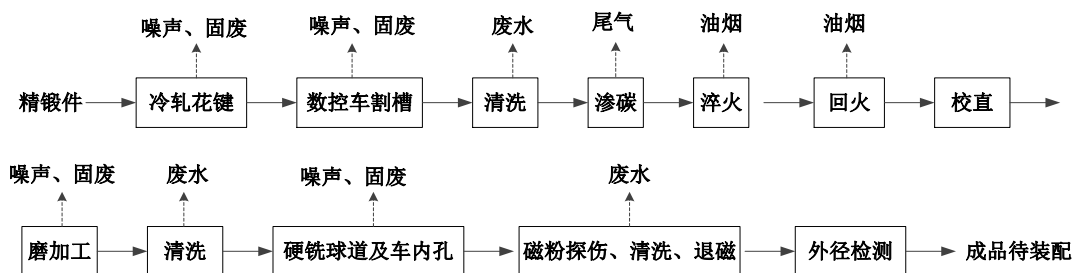 噪声、固废 噪声、固废 废水 尾气 油烟 油烟
精锻件 冷轧花键 数控车割槽 清洗 渗碳 淬火 回火 校直
噪声、固废 废水 噪声、固废 废水
磨加工 清洗 硬铣球道及车内孔 磁粉探伤、清洗、退磁 外径检测 成品待装配